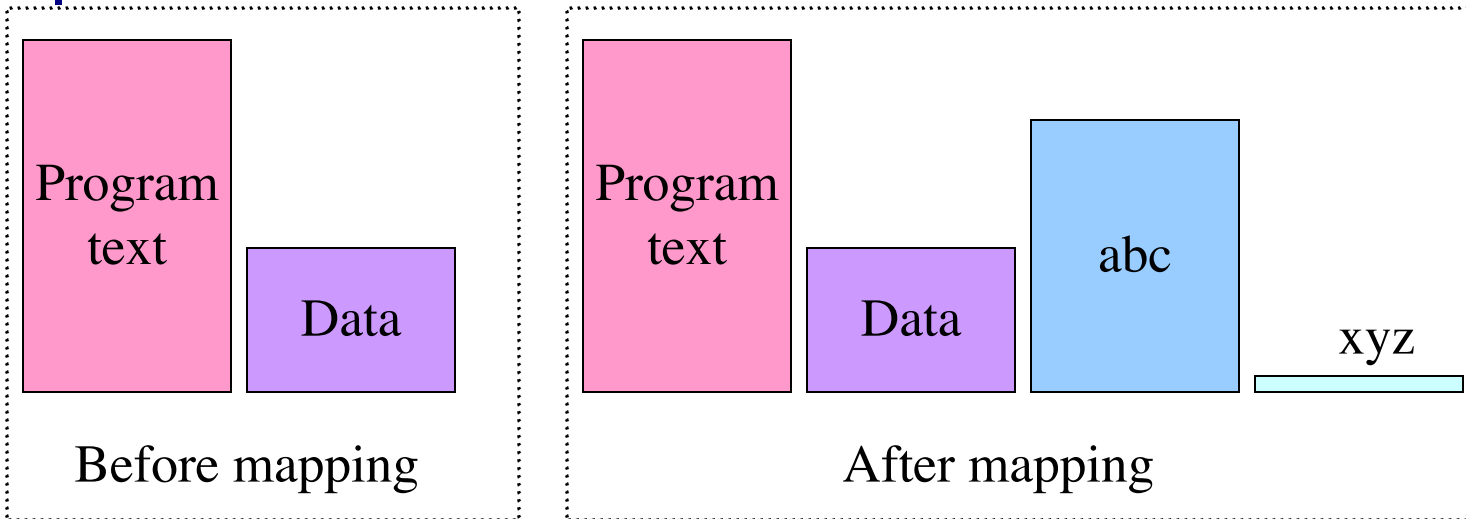 Program
text
Data
Before mapping
Program
text
Data
abc
xyz
After mapping